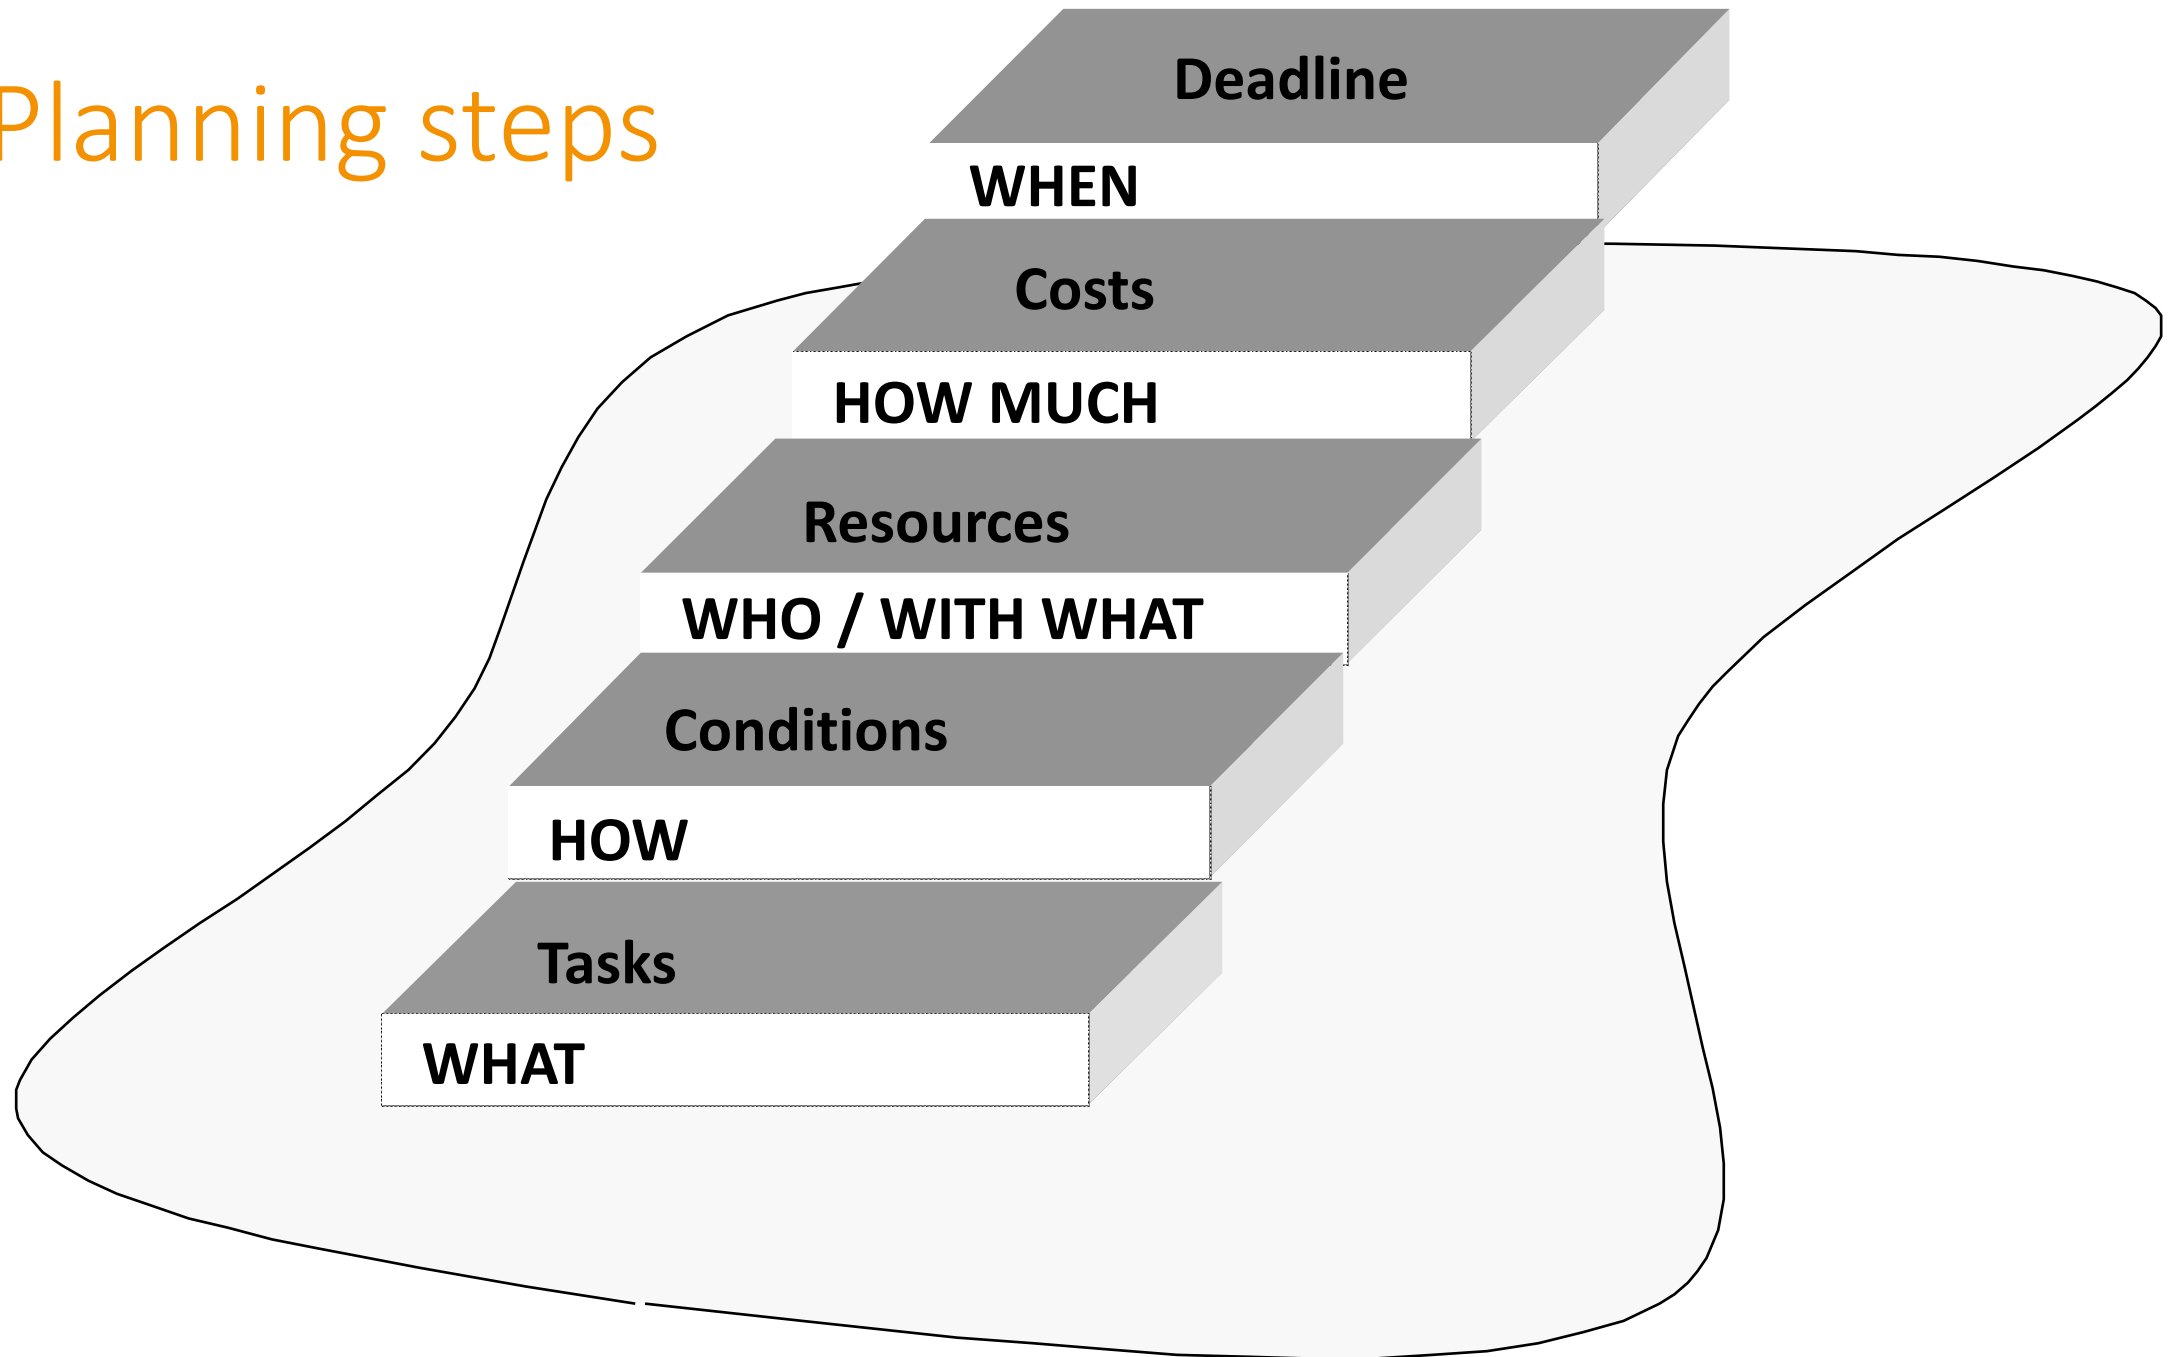 Planning steps
Deadline
WHEN
Costs
HOW MUCH
Resources
WHO / WITH WHAT
Conditions
HOW
Tasks
WHAT